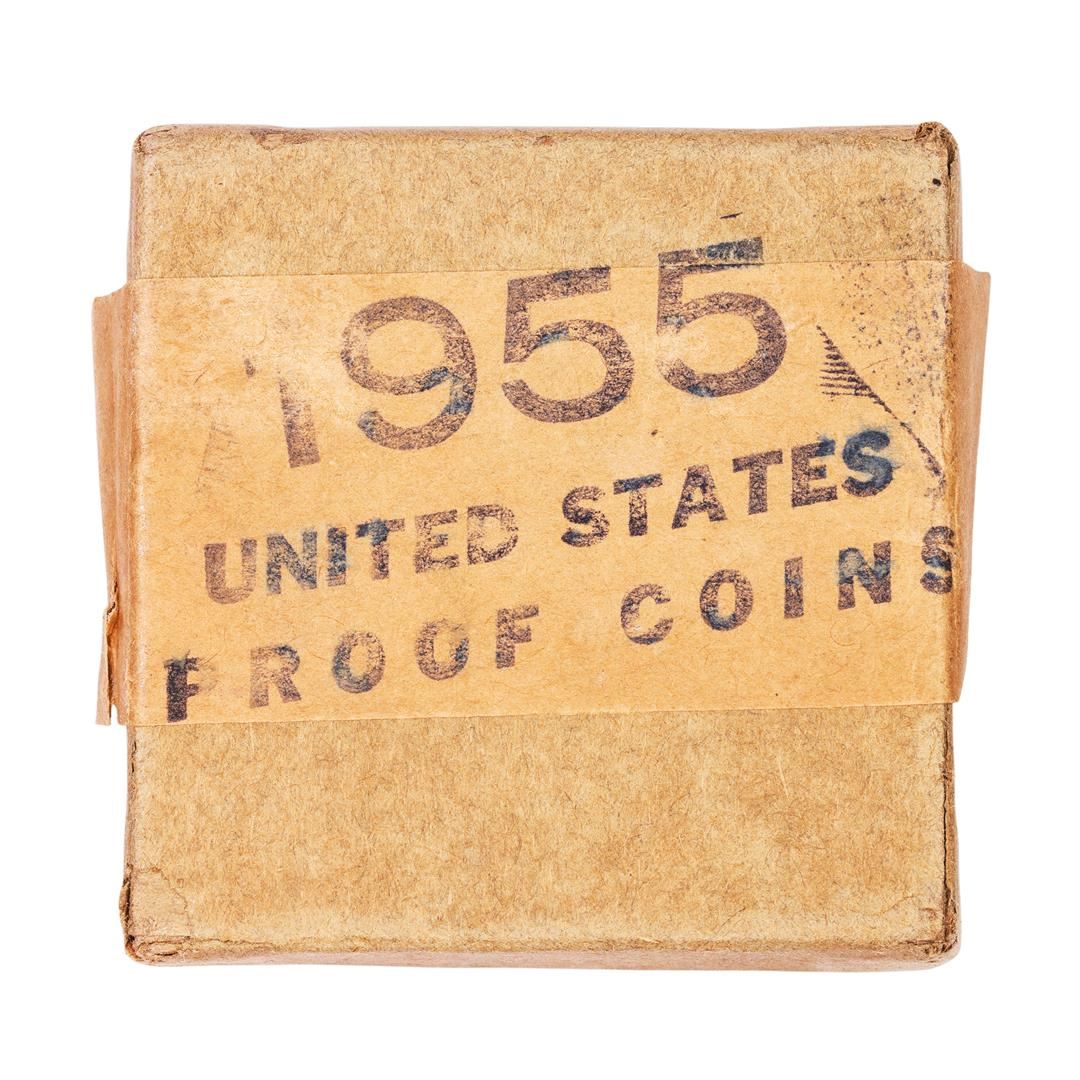 1955
UNITED STATES
PROOF COINS